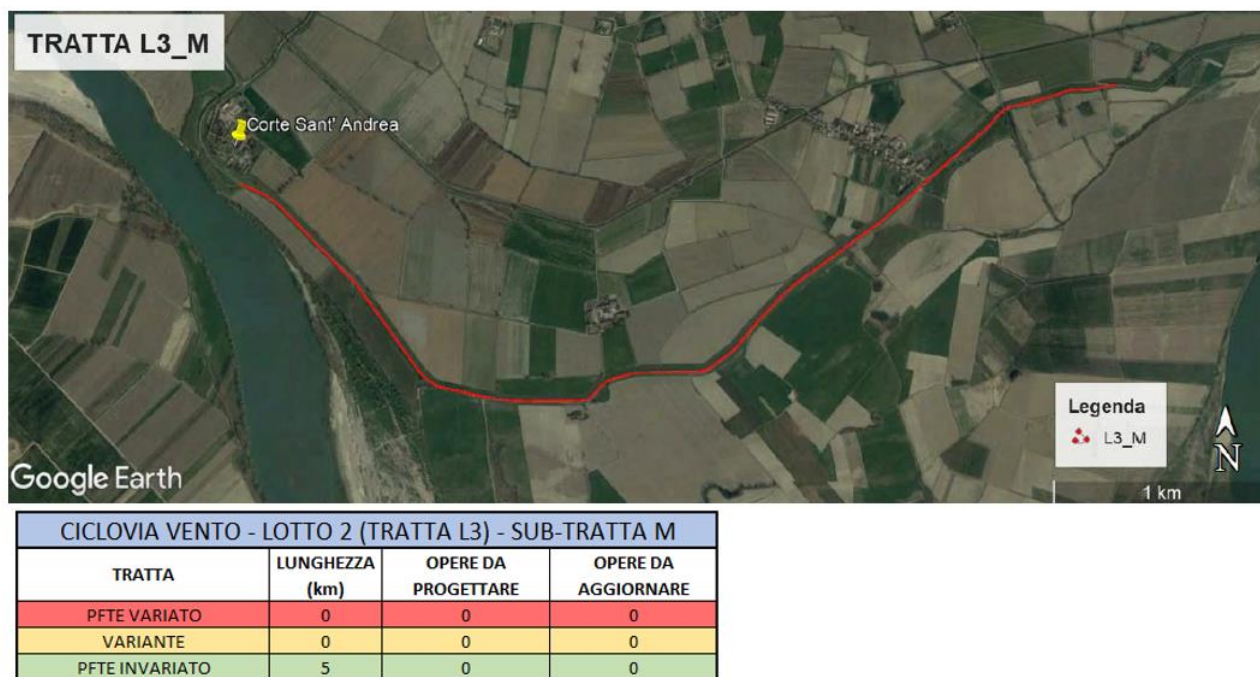 TRATTA L3_M
Corte Sant' Andrea
Legenda
L3_M
N
Google Earth
1 km
CICLOVIA VENTO - LOTTO 2 (TRATTA L3) - SUB-TRATTA M
TRATTA LUNGHEZZA (km) OPERE DA PROGETTARE OPERE DA AGGIORNARE
PFTE VARIATO 0 0 0
VARIANTE 0 0 0
PFTE INVARIATO 5 0 0